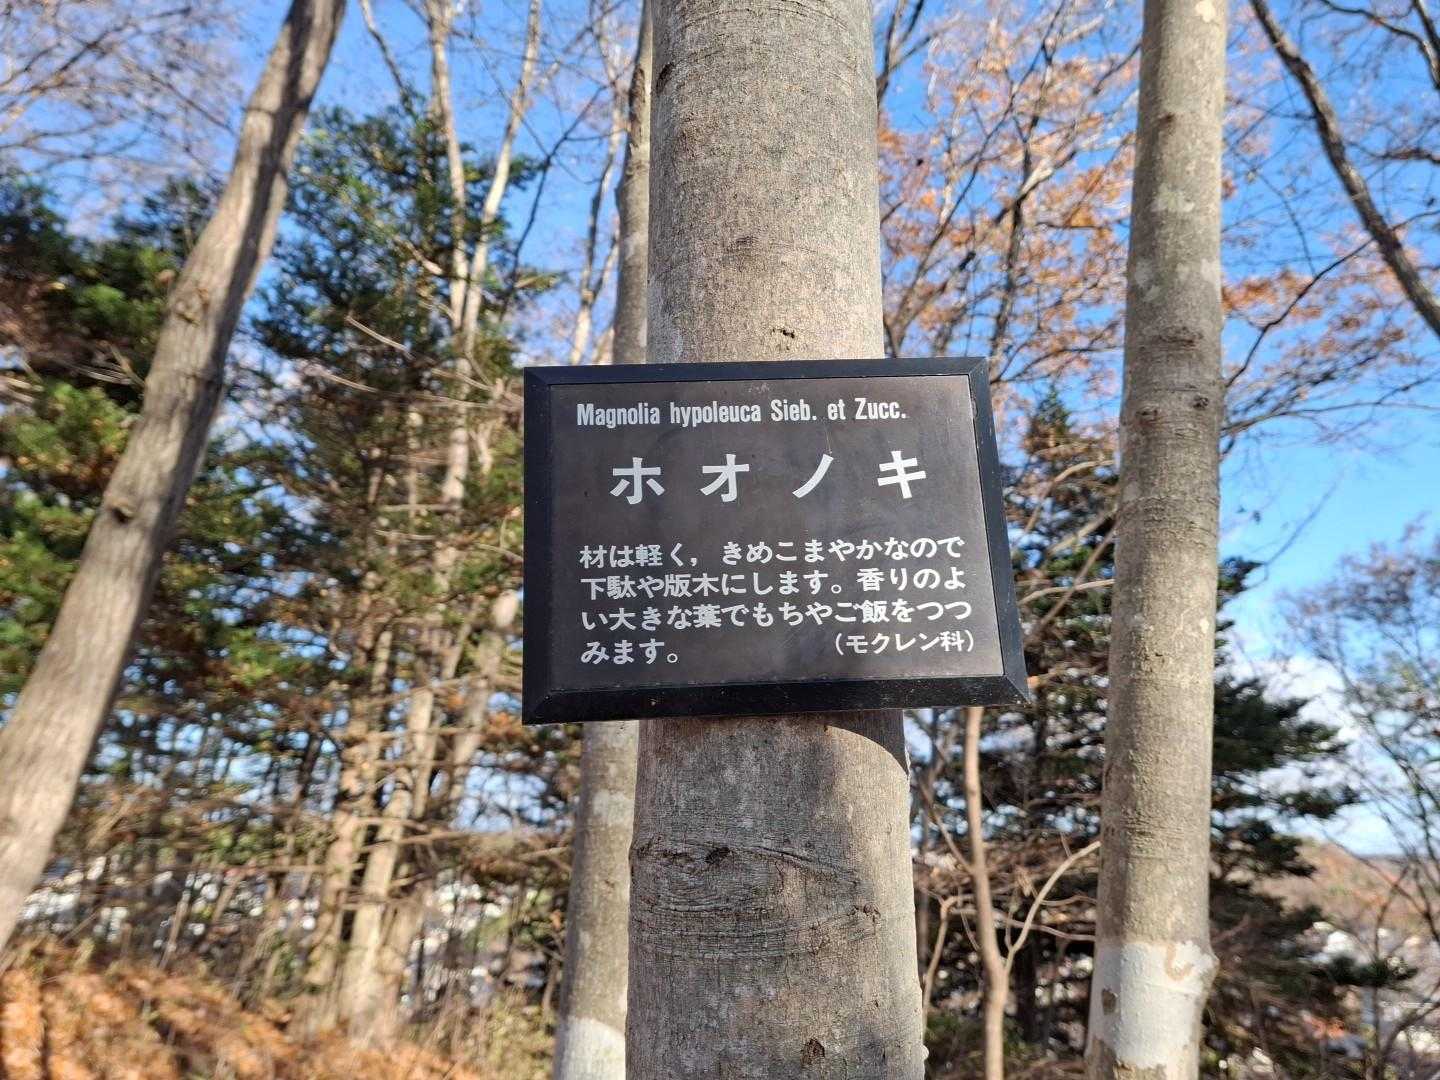 Magnolia hypoleuca Sieb. et Zucc.
ホオノキ
材は軽く，きめこまやかなので
下駄や版木にします。香りのよ
い大きな葉でもちやご飯をつつ
みます。　　　　　（モクレン科）